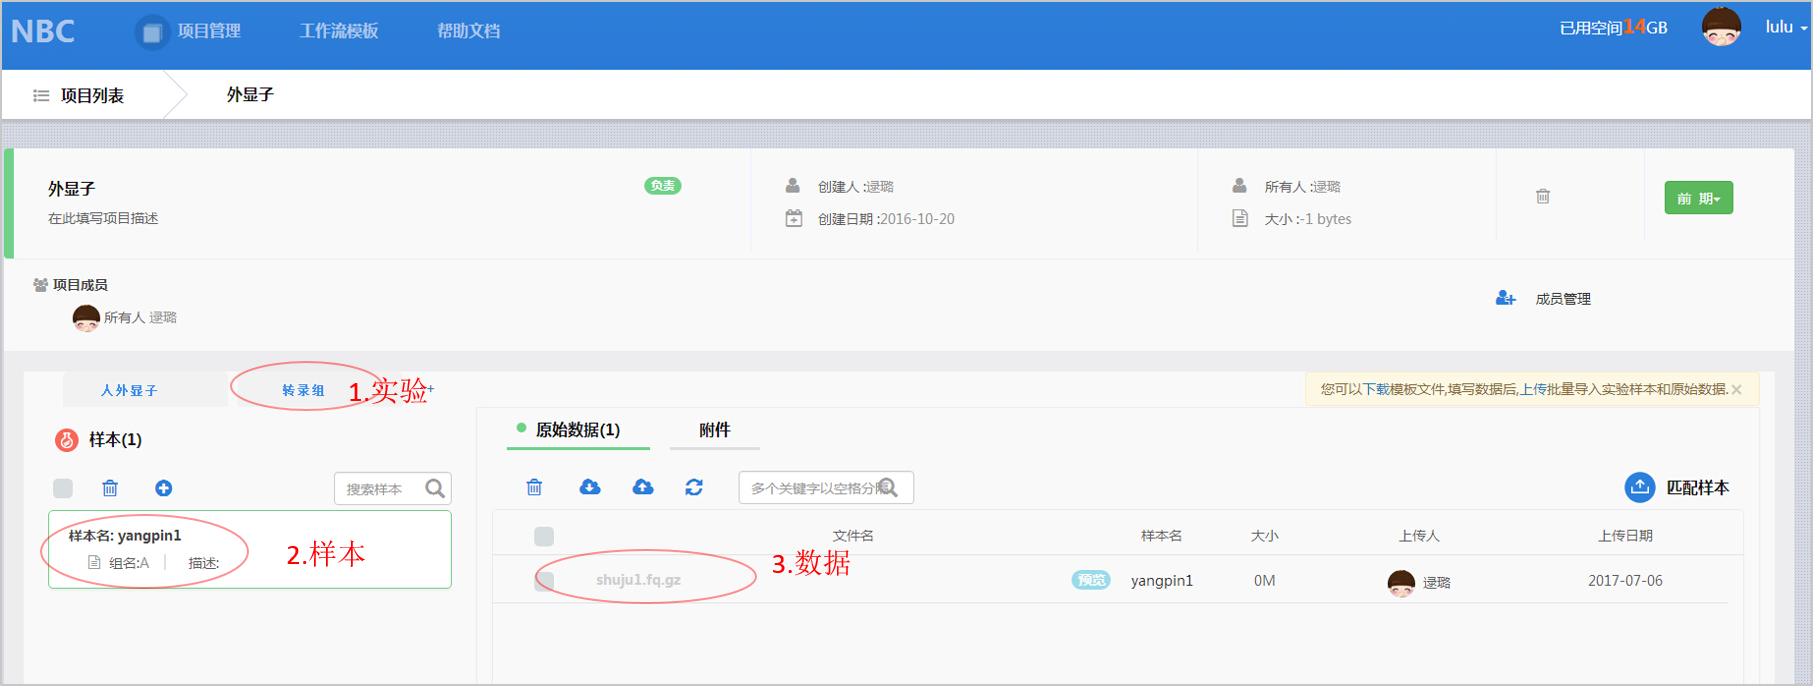 NBC 项目管理 工作流模板 帮助文档 已用空间14GB lulu
项目列表 外显子
外显子 负责 创建人 :逯璐 所有人 :逯璐 前 期
在此填写项目描述 创建日期 :2016-10-20 大小 :-1 bytes
项目成员
所有人 逯璐 成员管理
人外显子 转录组 1.实验 + 您可以下载模板文件,填写数据后,上传批量导入实验样本和原始数据. ×
样本(1) 原始数据(1) 附件
搜索样本 多个关键字以空格分隔 匹配样本
样本名: yangpin1
组名:A 描述:
2.样本
文件名 样本名 大小 上传人 上传日期
3.数据
shuju1.fq.gz 预览 yangpin1 0M 逯璐 2017-07-06